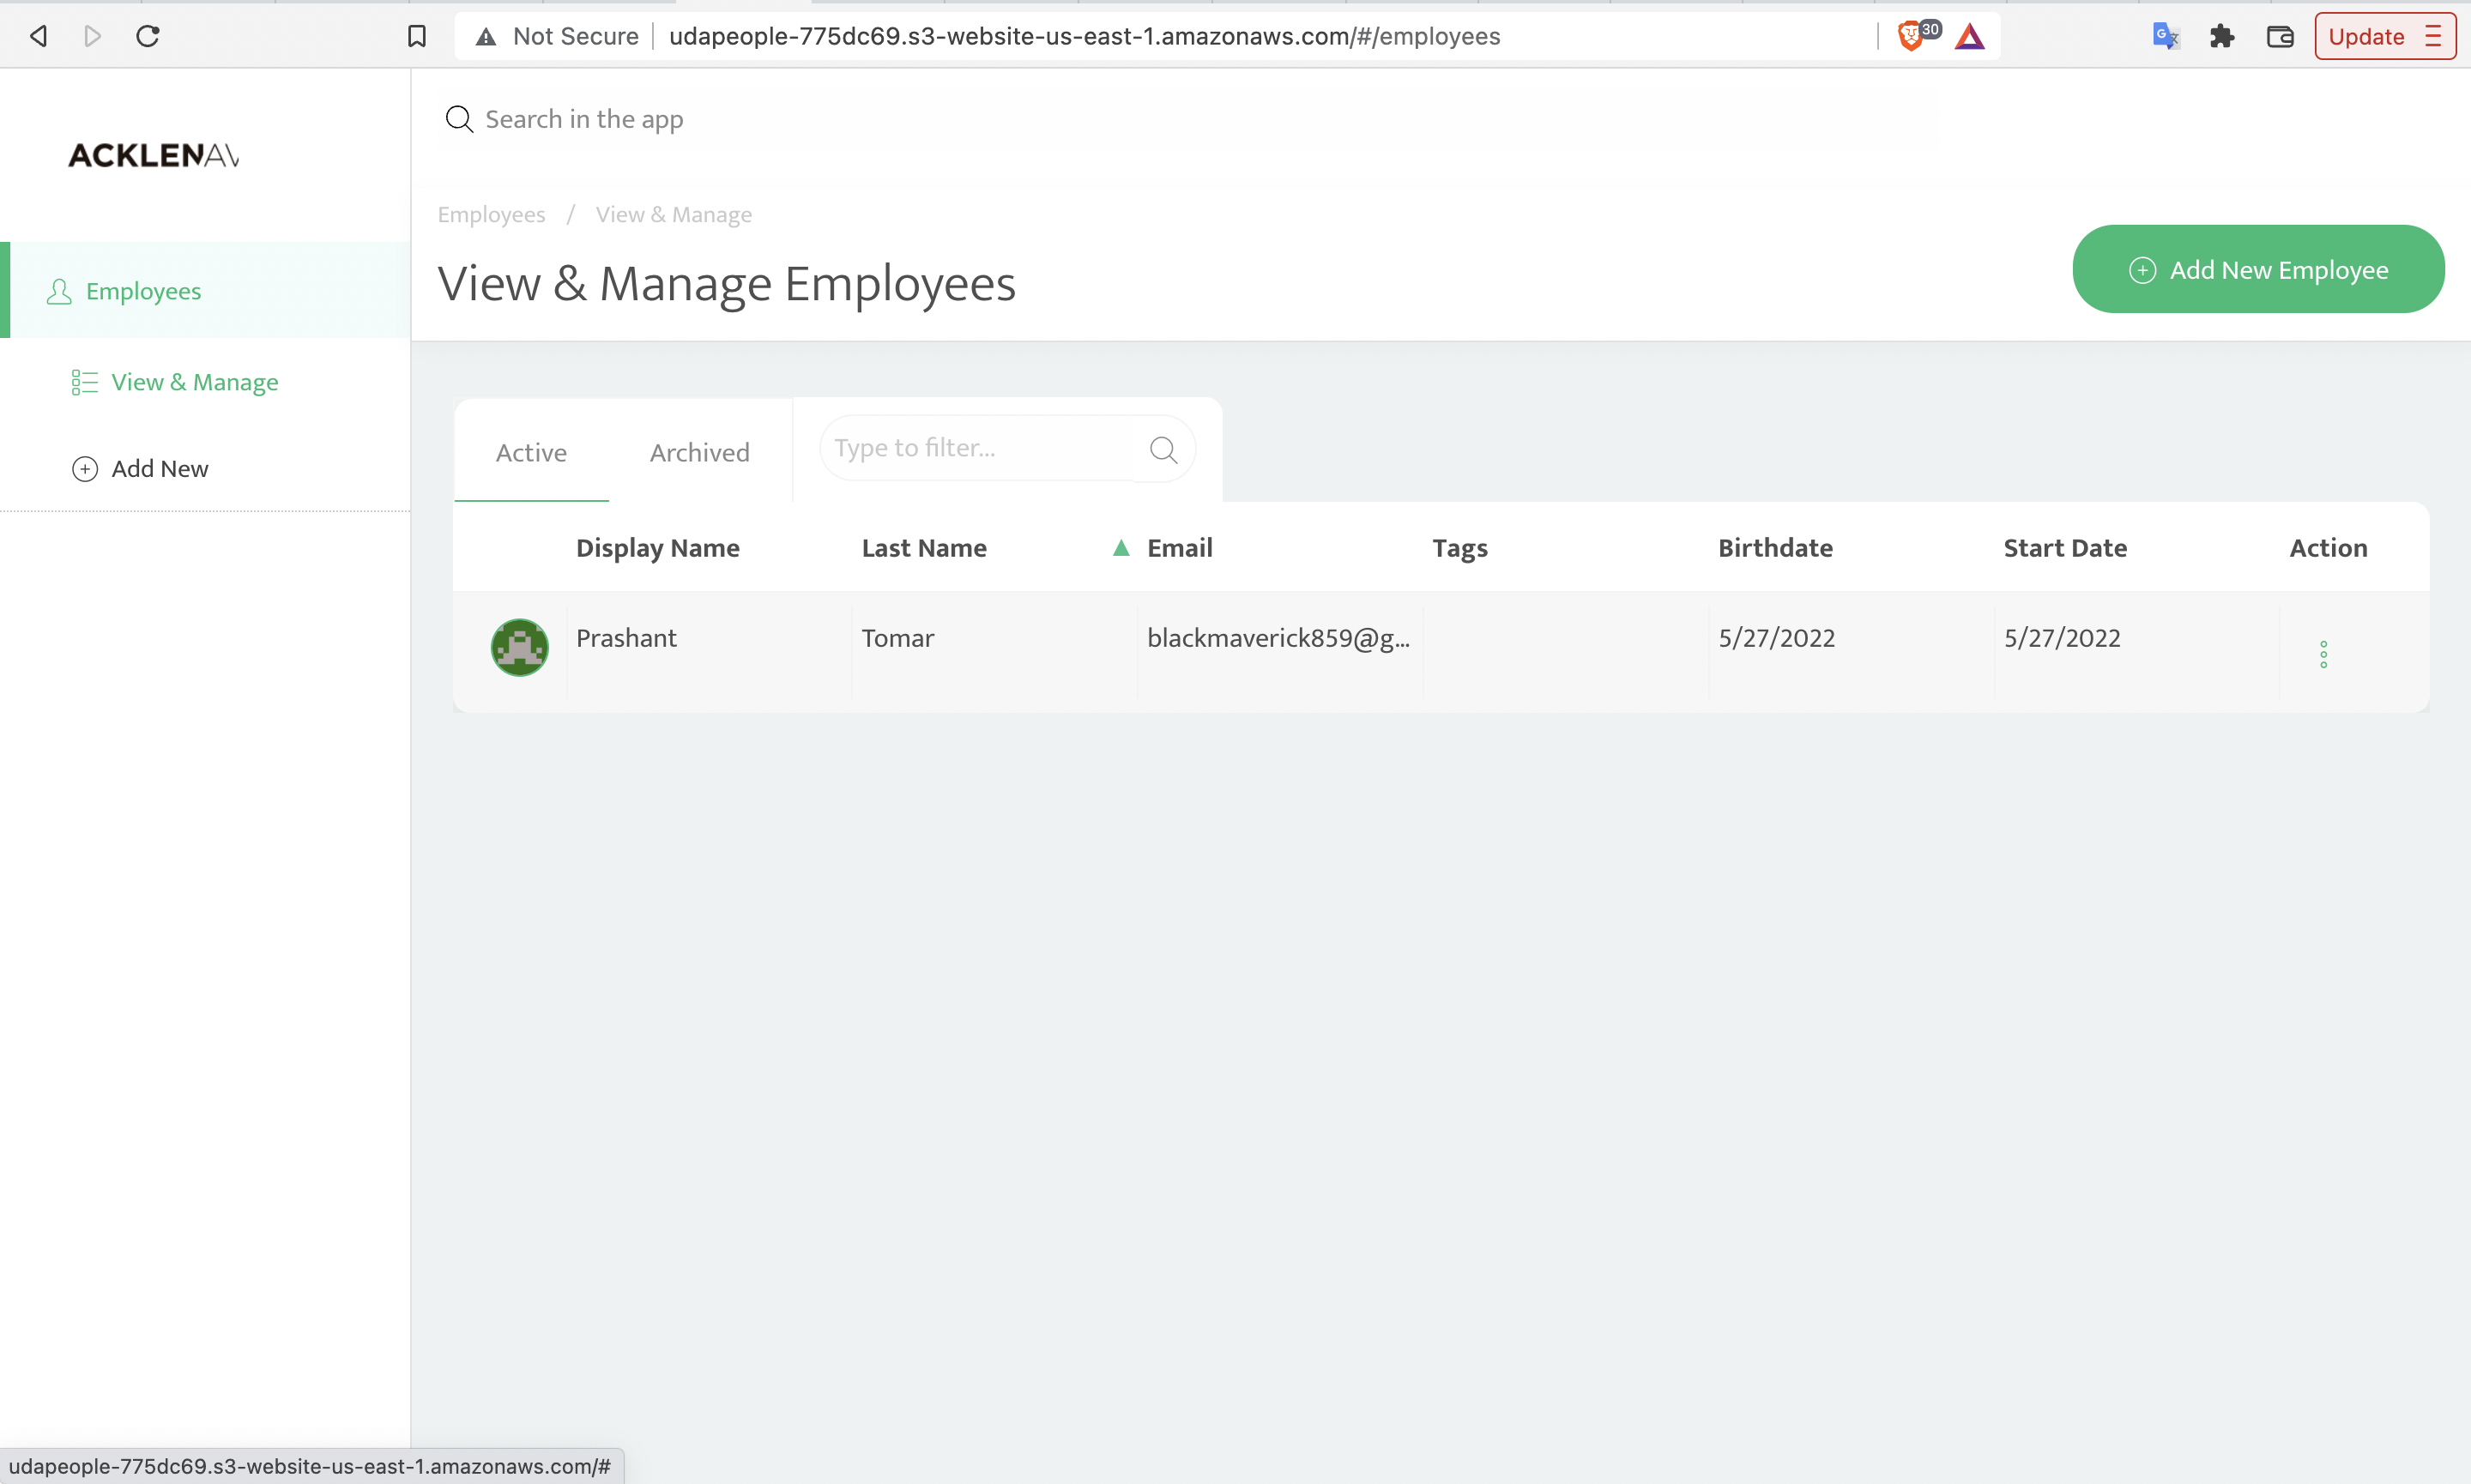 Not Secure udapeople-775dc69.s3-website-us-east-1.amazonaws.com/#/employees 30 Update
Search in the app
ACKLENAV
Employees / View & Manage
View & Manage Employees
Add New Employee
Employees
View & Manage
Add New
Active Archived Type to filter...
Display Name Last Name Email Tags Birthdate Start Date Action
Prashant Tomar blackmaverick859@g... 5/27/2022 5/27/2022
udapeople-775dc69.s3-website-us-east-1.amazonaws.com/#